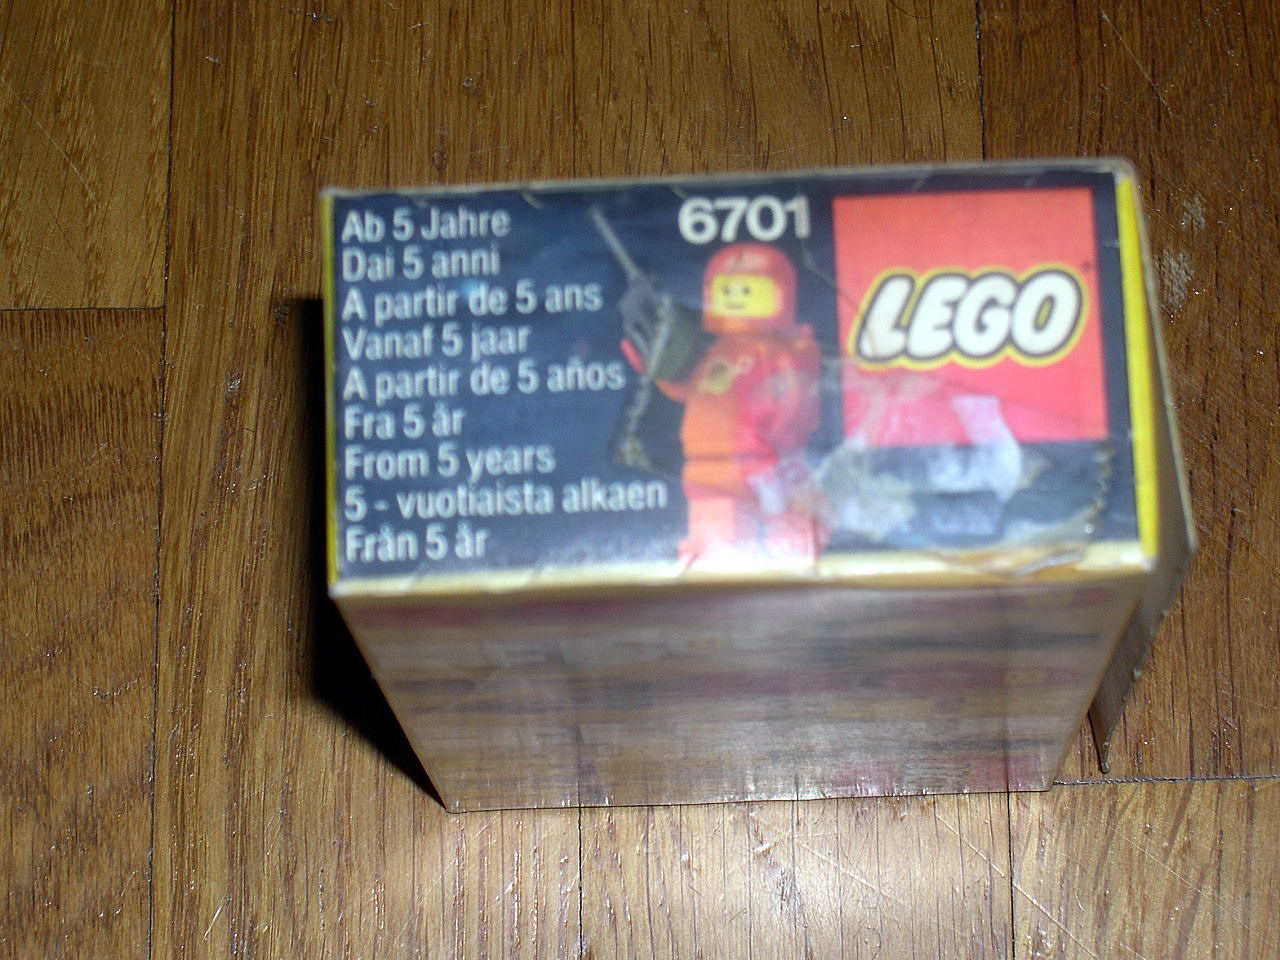 Ab 5 Jahre
Dai 5 anni
A partir de 5 ans
Vanaf 5 jaar
A partir de 5 años
Fra 5 år
From 5 years
5 - vuotiaista alkaen
Från 5 år
6701
LEGO